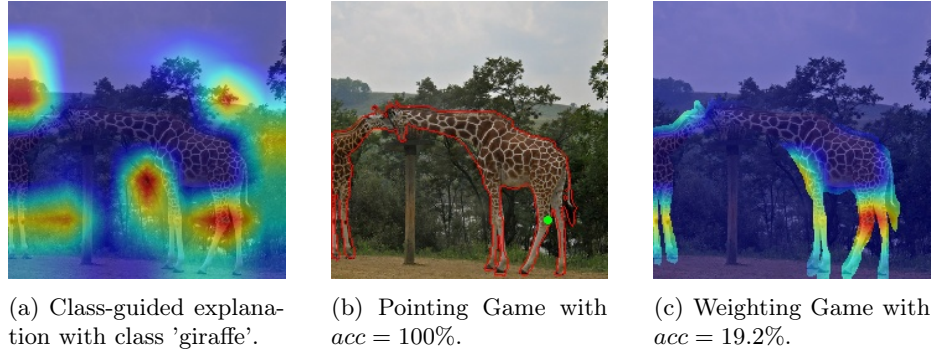 (a) Class-guided explana-
tion with class 'giraffe'.
(b) Pointing Game with
acc = 100%.
(c) Weighting Game with
acc = 19.2%.